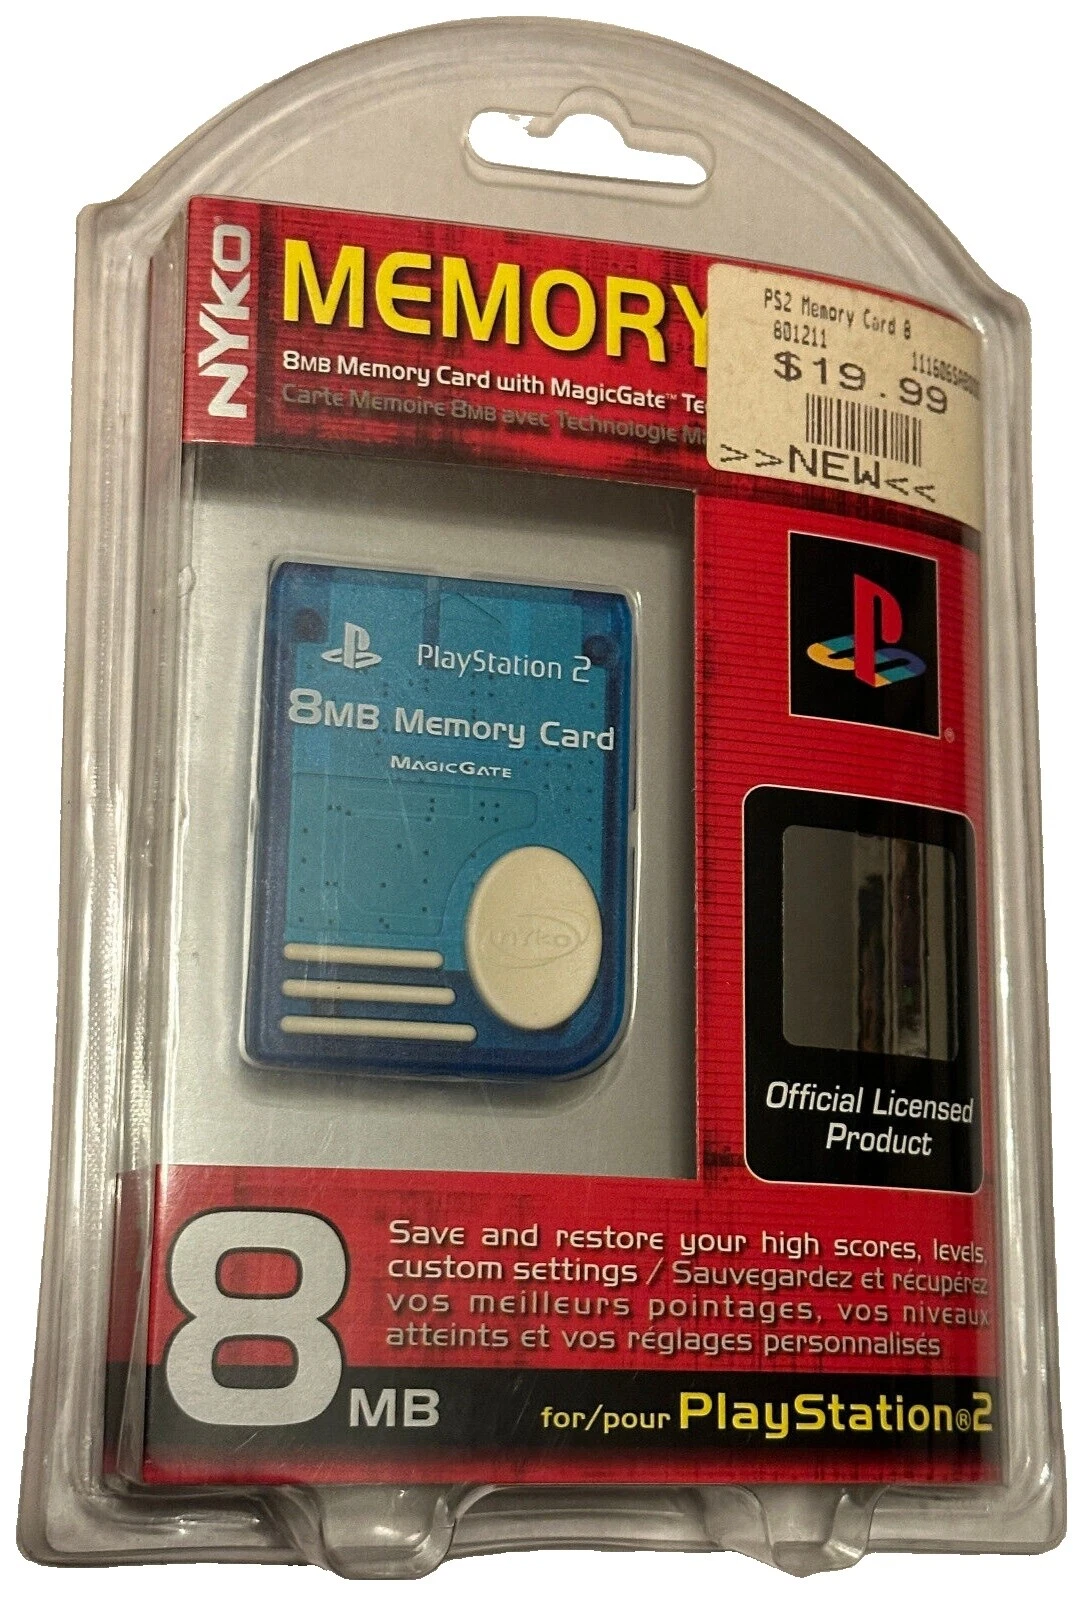 NYKO
MEMORY
8MB Memory Card with MagicGate™
Carte Memoire 8MB avec Technologie
PS2 Memory Card 8
801211
$19.99
>>NEW<<
PlayStation 2
8MB Memory Card
MAGICGATE
nyko
®
Official Licensed
Product
Save and restore your high scores, levels,
custom settings / Sauvegardez et récupérez
vos meilleurs pointages, vos niveaux
atteints et vos réglages personnalisés
8 MB
for/pour PlayStation®2